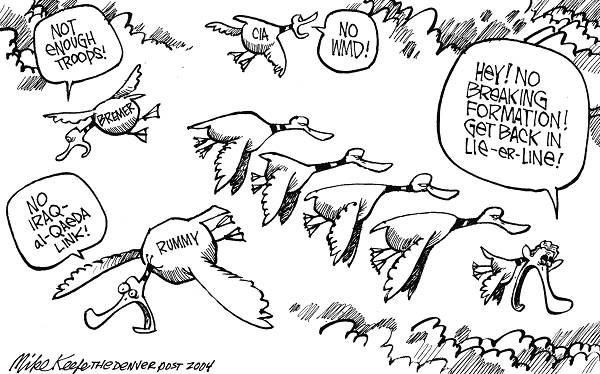 NOT
ENOUGH
TROOPS!
BREMER
CIA
NO
WMD!
HEY! NO
BREAKING
FORMATION!
GET BACK IN
LIE-ER-LINE!
NO
IRAQ-
al-QAEDA
LINK!
RUMMY
Mike Keefe THE DENVER POST 2004